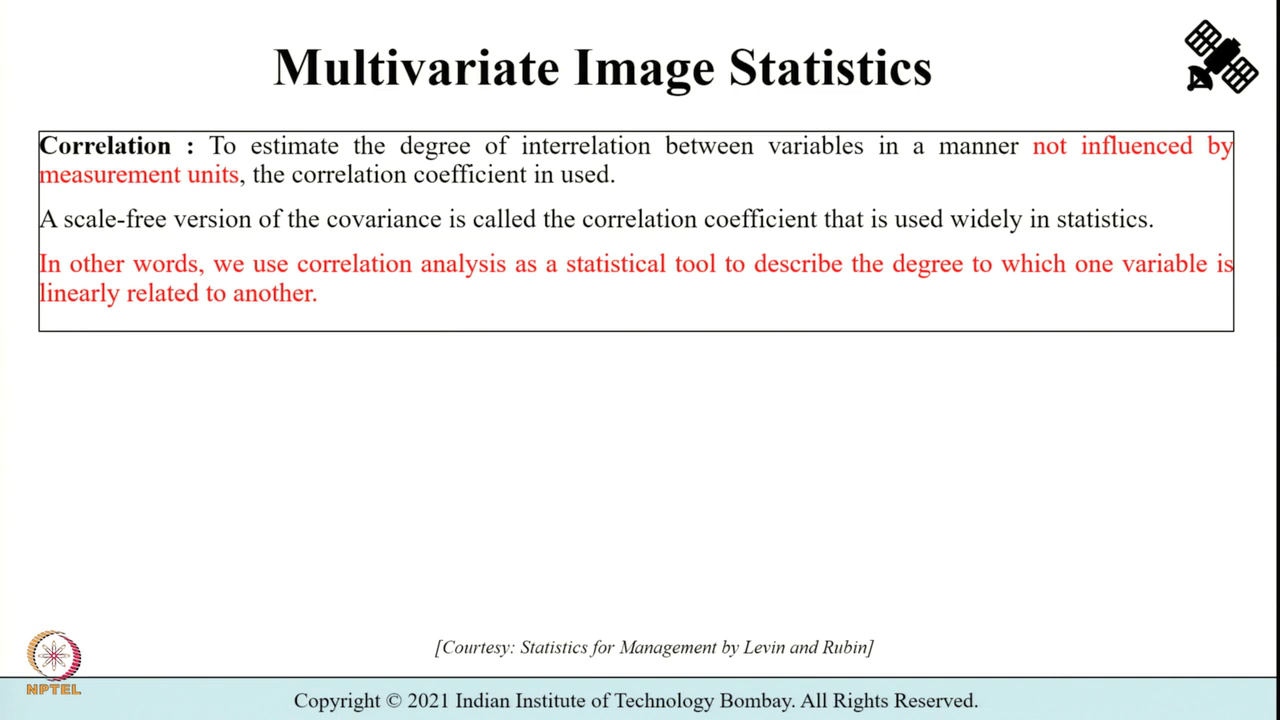 Multivariate Image Statistics
Correlation : To estimate the degree of interrelation between variables in a manner not influenced by
measurement units, the correlation coefficient in used.
A scale-free version of the covariance is called the correlation coefficient that is used widely in statistics.
In other words, we use correlation analysis as a statistical tool to describe the degree to which one variable is
linearly related to another.
[Courtesy: Statistics for Management by Levin and Rubin]
NPTEL
Copyright © 2021 Indian Institute of Technology Bombay. All Rights Reserved.